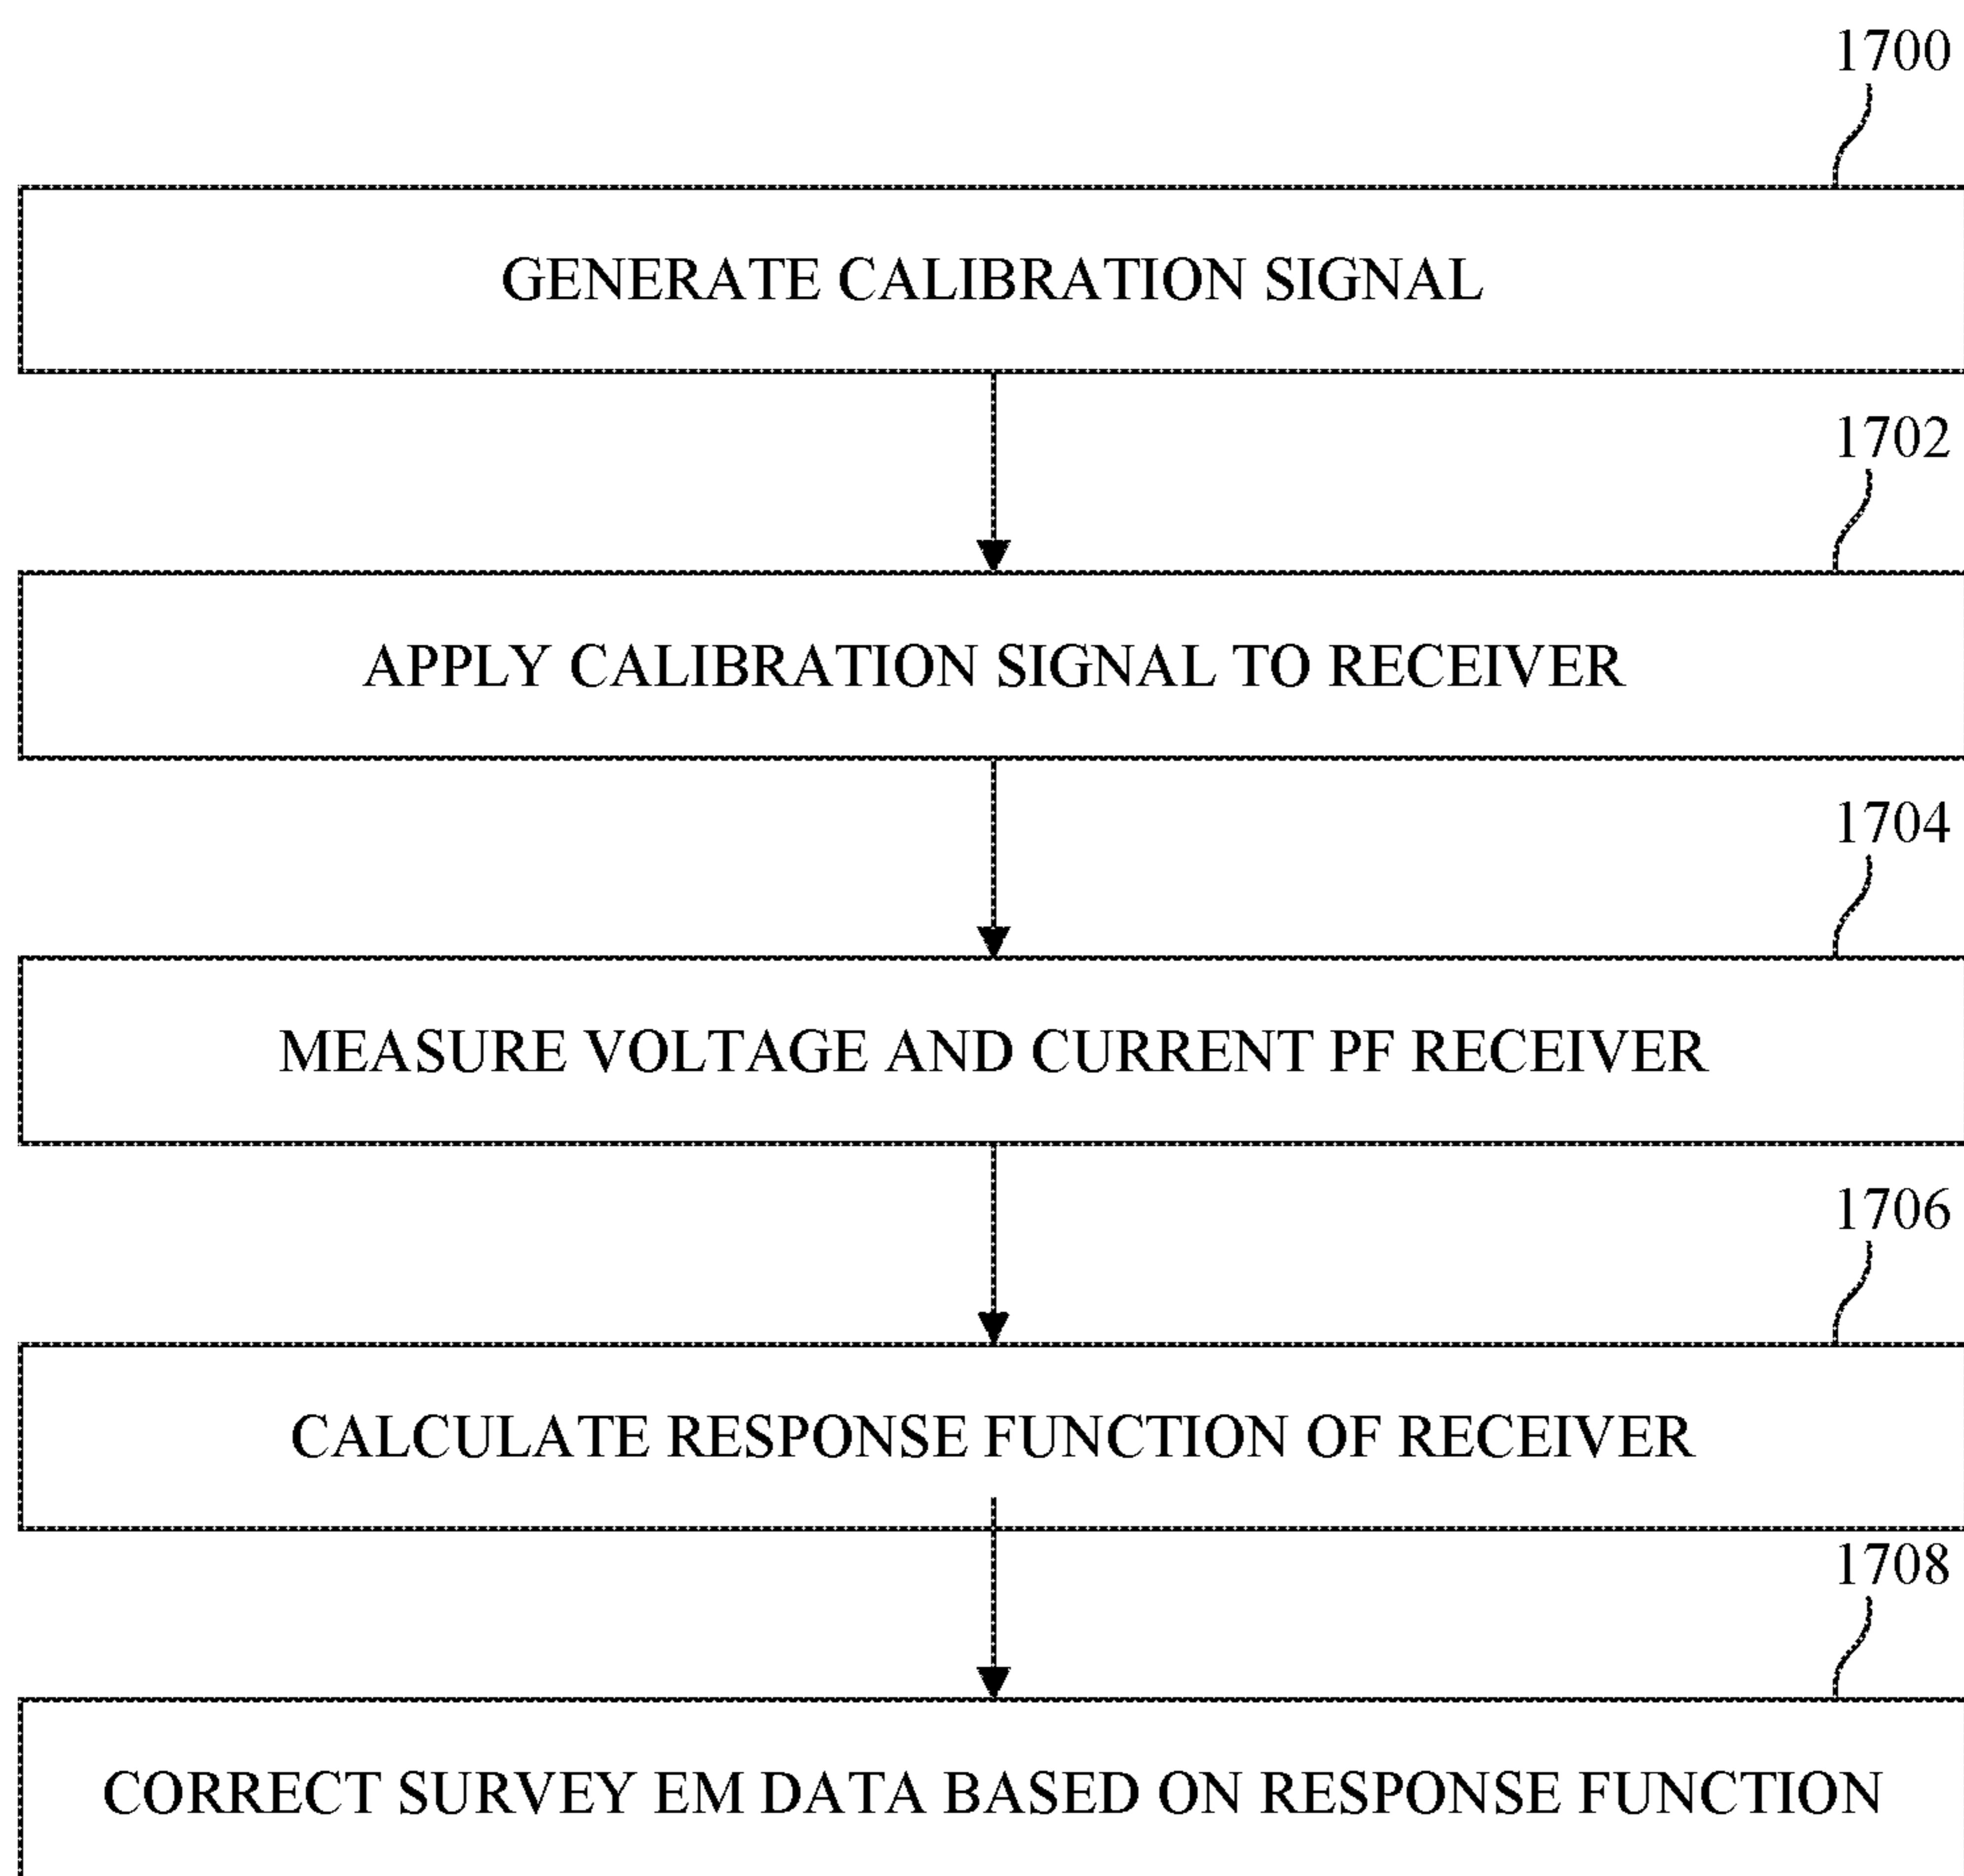 1700
GENERATE CALIBRATION SIGNAL
1702
APPLY CALIBRATION SIGNAL TO RECEIVER
1704
MEASURE VOLTAGE AND CURRENT PF RECEIVER
1706
CALCULATE RESPONSE FUNCTION OF RECEIVER
1708
CORRECT SURVEY EM DATA BASED ON RESPONSE FUNCTION